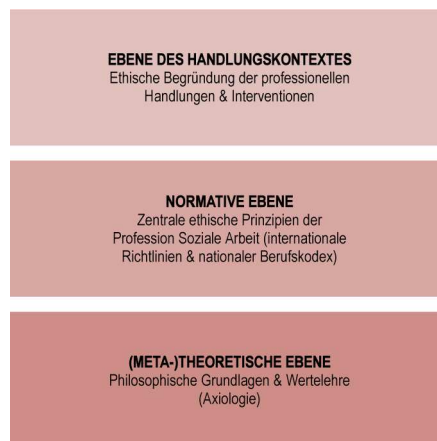 EBENE DES HANDLUNGSKONTEXTES
Ethische Begründung der professionellen
Handlungen & Interventionen
NORMATIVE EBENE
Zentrale ethische Prinzipien der
Profession Soziale Arbeit (internationale
Richtlinien & nationaler Berufskodex)
(META-)THEORETISCHE EBENE
Philosophische Grundlagen & Wertelehre
(Axiologie)